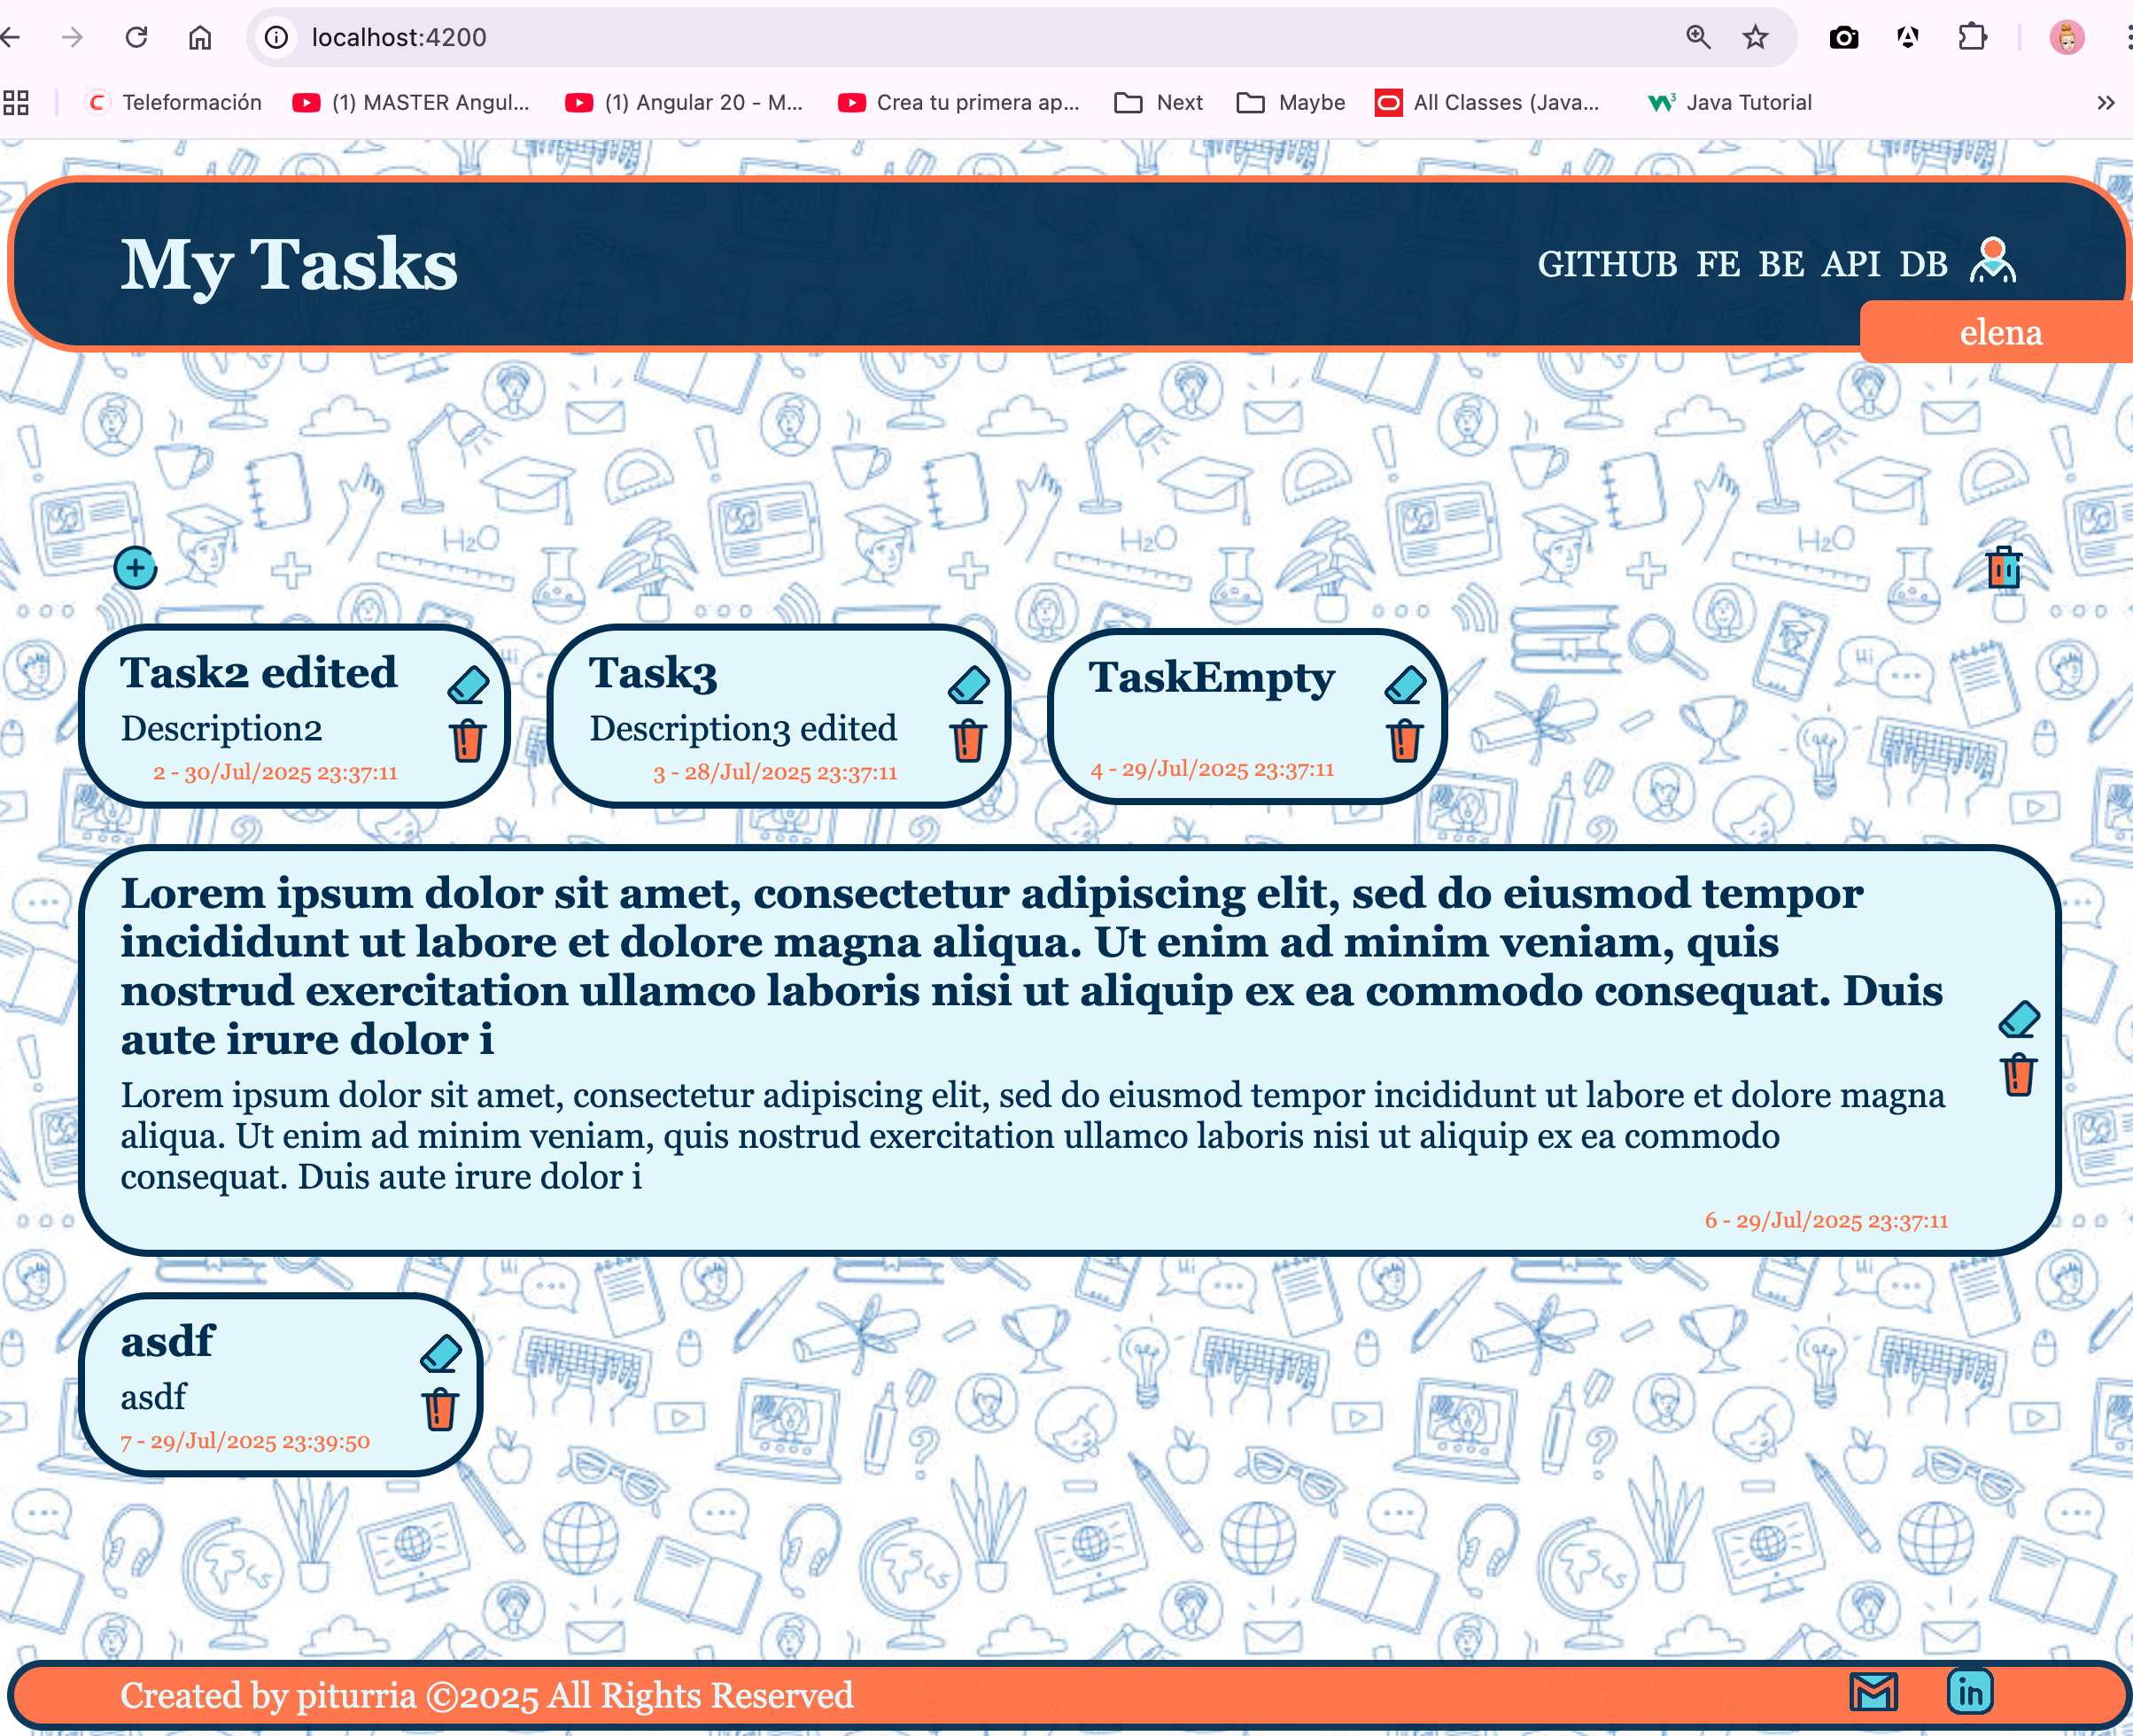 localhost:4200
Teleformación
(1) MASTER Angul...
(1) Angular 20 - M...
Crea tu primera ap...
Next
Maybe
All Classes (Java...
Java Tutorial
My Tasks
GITHUB FE BE API DB
elena
Task2 edited
Description2
2 - 30/Jul/2025 23:37:11
Task3
Description3 edited
3 - 28/Jul/2025 23:37:11
TaskEmpty
4 - 29/Jul/2025 23:37:11
Lorem ipsum dolor sit amet, consectetur adipiscing elit, sed do eiusmod tempor
incididunt ut labore et dolore magna aliqua. Ut enim ad minim veniam, quis
nostrud exercitation ullamco laboris nisi ut aliquip ex ea commodo consequat. Duis
aute irure dolor i
Lorem ipsum dolor sit amet, consectetur adipiscing elit, sed do eiusmod tempor incididunt ut labore et dolore magna
aliqua. Ut enim ad minim veniam, quis nostrud exercitation ullamco laboris nisi ut aliquip ex ea commodo
consequat. Duis aute irure dolor i
6 - 29/Jul/2025 23:37:11
asdf
asdf
7 - 29/Jul/2025 23:39:50
Created by piturria ©2025 All Rights Reserved
in